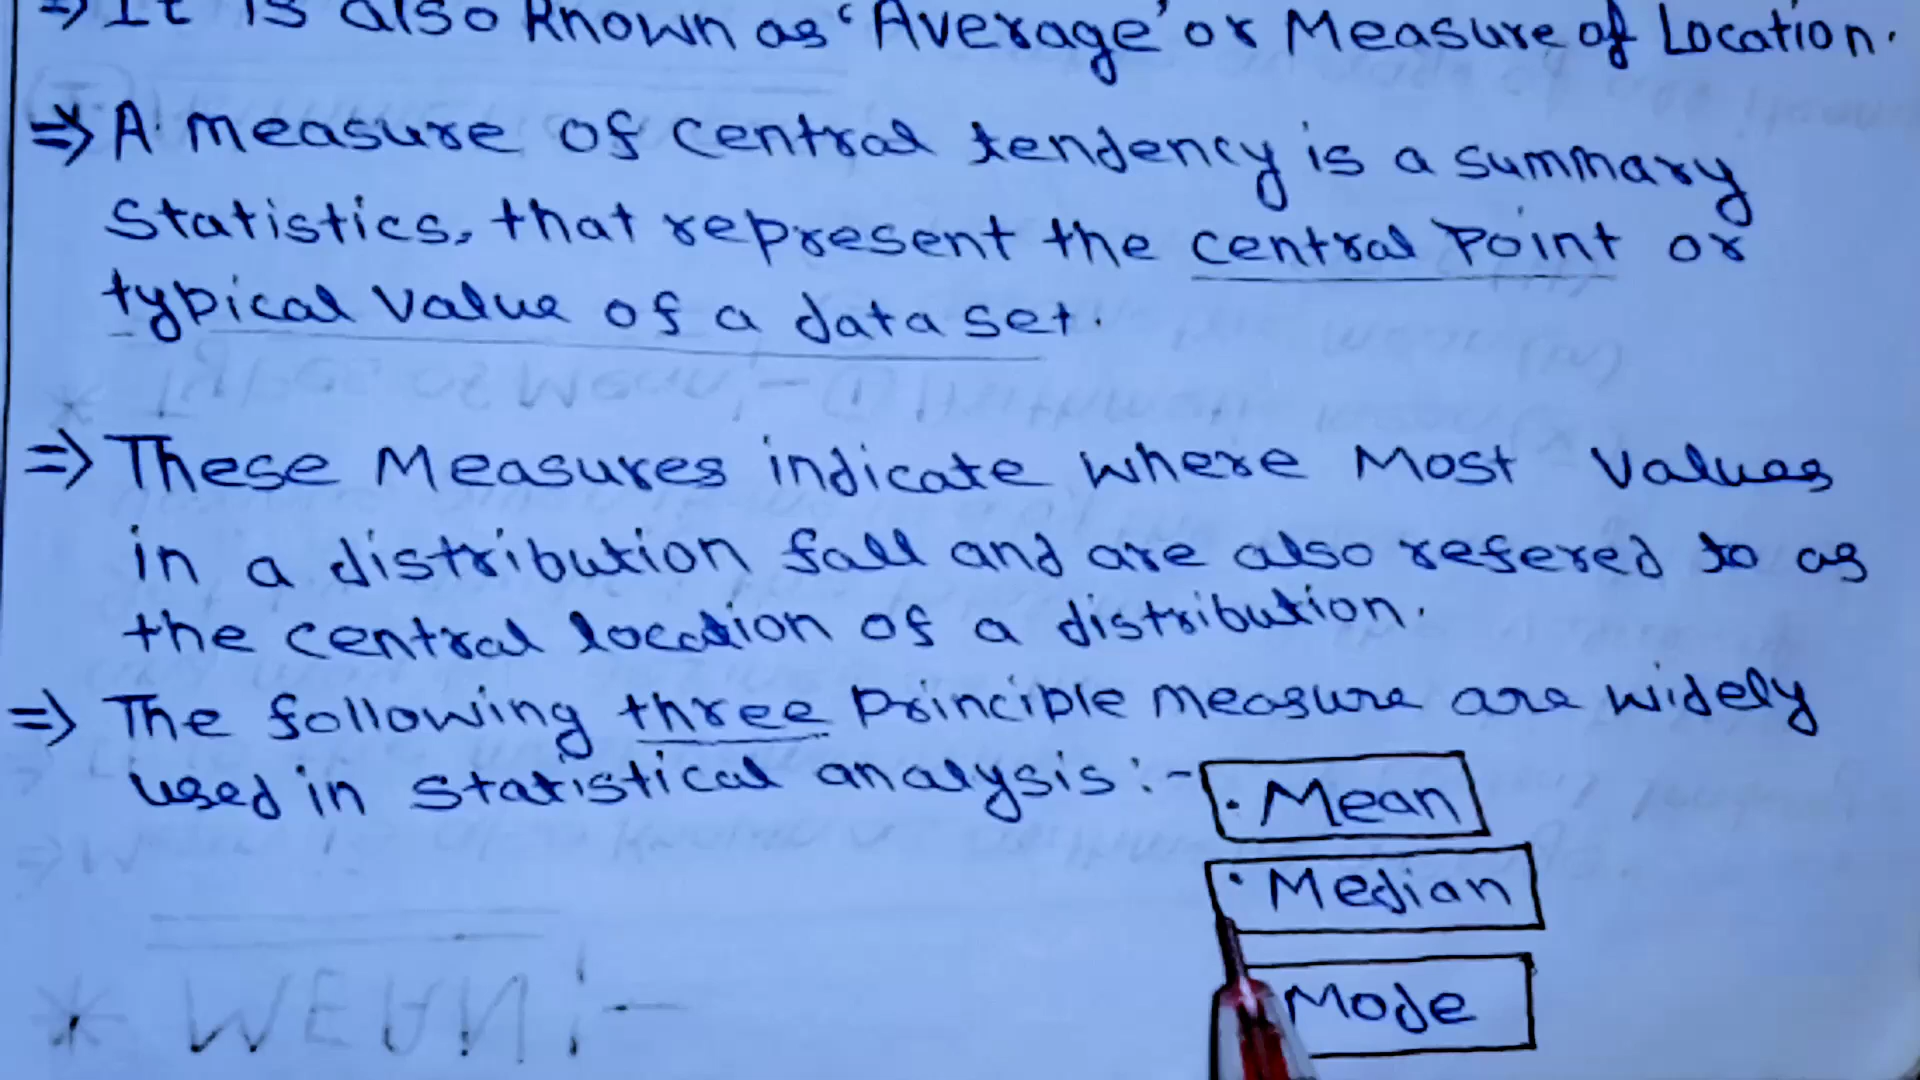 ⇒ It is also known as 'Average' or Measure of Location.
⇒ A measure of central tendency is a summary
statistics, that represent the central Point or
typical value of a data set.
⇒ These Measures indicate where Most values
in a distribution fall and are also refered to as
the central location of a distribution.
⇒ The following three Principle measure are widely
used in statistical analysis:-
· Mean
· Median
Mode
* MEAN:-